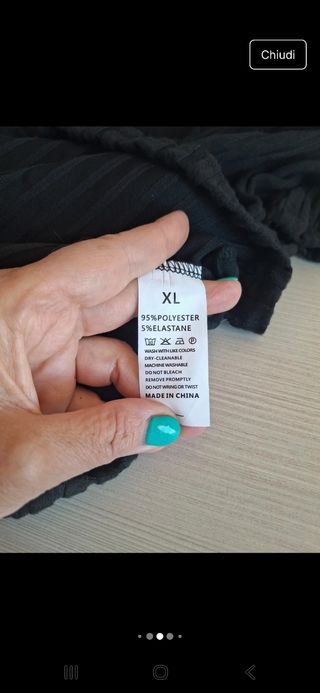 Chiudi
XL
95%POLYESTER
5%ELASTANE
WASH WITH LIKE COLORS
DRY-CLEANABLE
MACHINE WASHABLE
DO NOT BLEACH
REMOVE PROMPTLY
DO NOT WRING OR TWIST
MADE IN CHINA